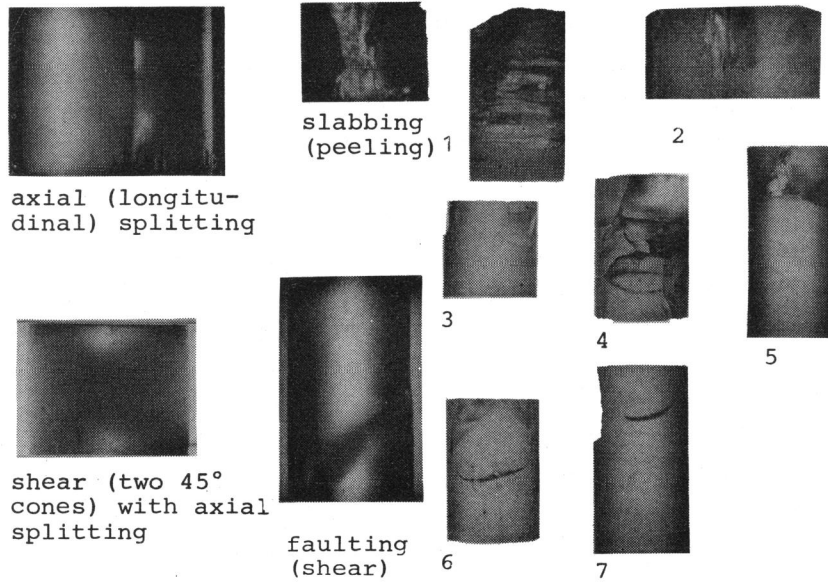 slabbing
(peeling)
1
2
axial (longitu-
dinal) splitting
3
4
5
shear (two 45°
cones) with axial
splitting
faulting
(shear)
6
7